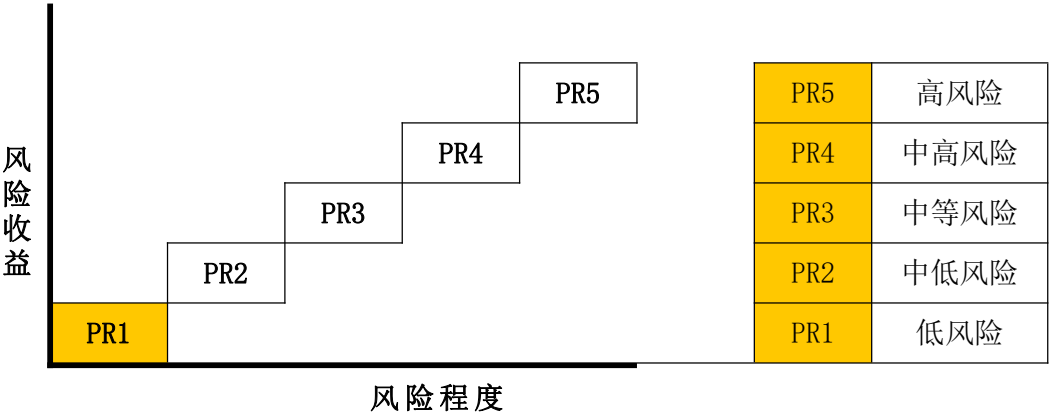 PR5
PR4
PR3
PR2
PR1
风险收益
风险程度
PR5 高风险
PR4 中高风险
PR3 中等风险
PR2 中低风险
PR1 低风险